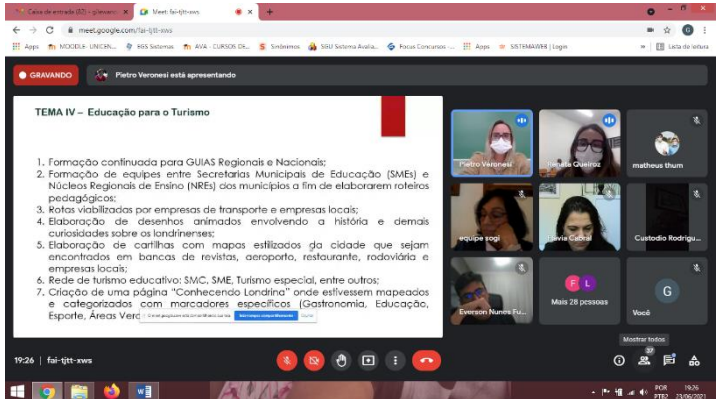 Caixa de entrada (82) - glievann
Meet: fai-tjtt-xws
meet.google.com/fai-tjtt-xws
Apps
MOODLE- UNICEN...
EGS Sistemas
AVA - CURSOS DE...
Sinônimos
SGU Sistema Avalia...
Focus Concursos -...
Apps
SISTEMAWEB | Login
Lista de leitura
GRAVANDO
Pietro Veronesi está apresentando
TEMA IV – Educação para o Turismo
1. Formação continuada para GUIAS Regionais e Nacionais;
2. Formação de equipes entre Secretarias Municipais de Educação (SMEs) e
Núcleos Regionais de Ensino (NREs) dos municípios a fim de elaborarem roteiros
pedagógicos;
3. Rotas viabilizadas por empresas de transporte e empresas locais;
4. Elaboração de desenhos animados envolvendo a história e demais
curiosidades sobre os londrinenses;
5. Elaboração de cartilhas com mapas estilizados da cidade que sejam
encontrados em bancas de revistas, aeroporto, restaurante, rodoviária e
empresas locais;
6. Rede de turismo educativo: SMC, SME, Turismo especial, entre outros;
7. Criação de uma página “Conhecendo Londrina” onde estivessem mapeados
e categorizados com marcadores específicos (Gastronomia, Educação,
Esporte, Áreas Verd
Pietro Veronesi
Renata Queiroz
matheus thum
equipe sogi
Flavia Cabral
Custodio Rodrigu...
Everson Nunes Fu...
F L
Mais 28 pessoas
G
Você
Mostrar todos
37
19:26 | fai-tjtt-xws
POR
PTB2
19:26
23/06/2021